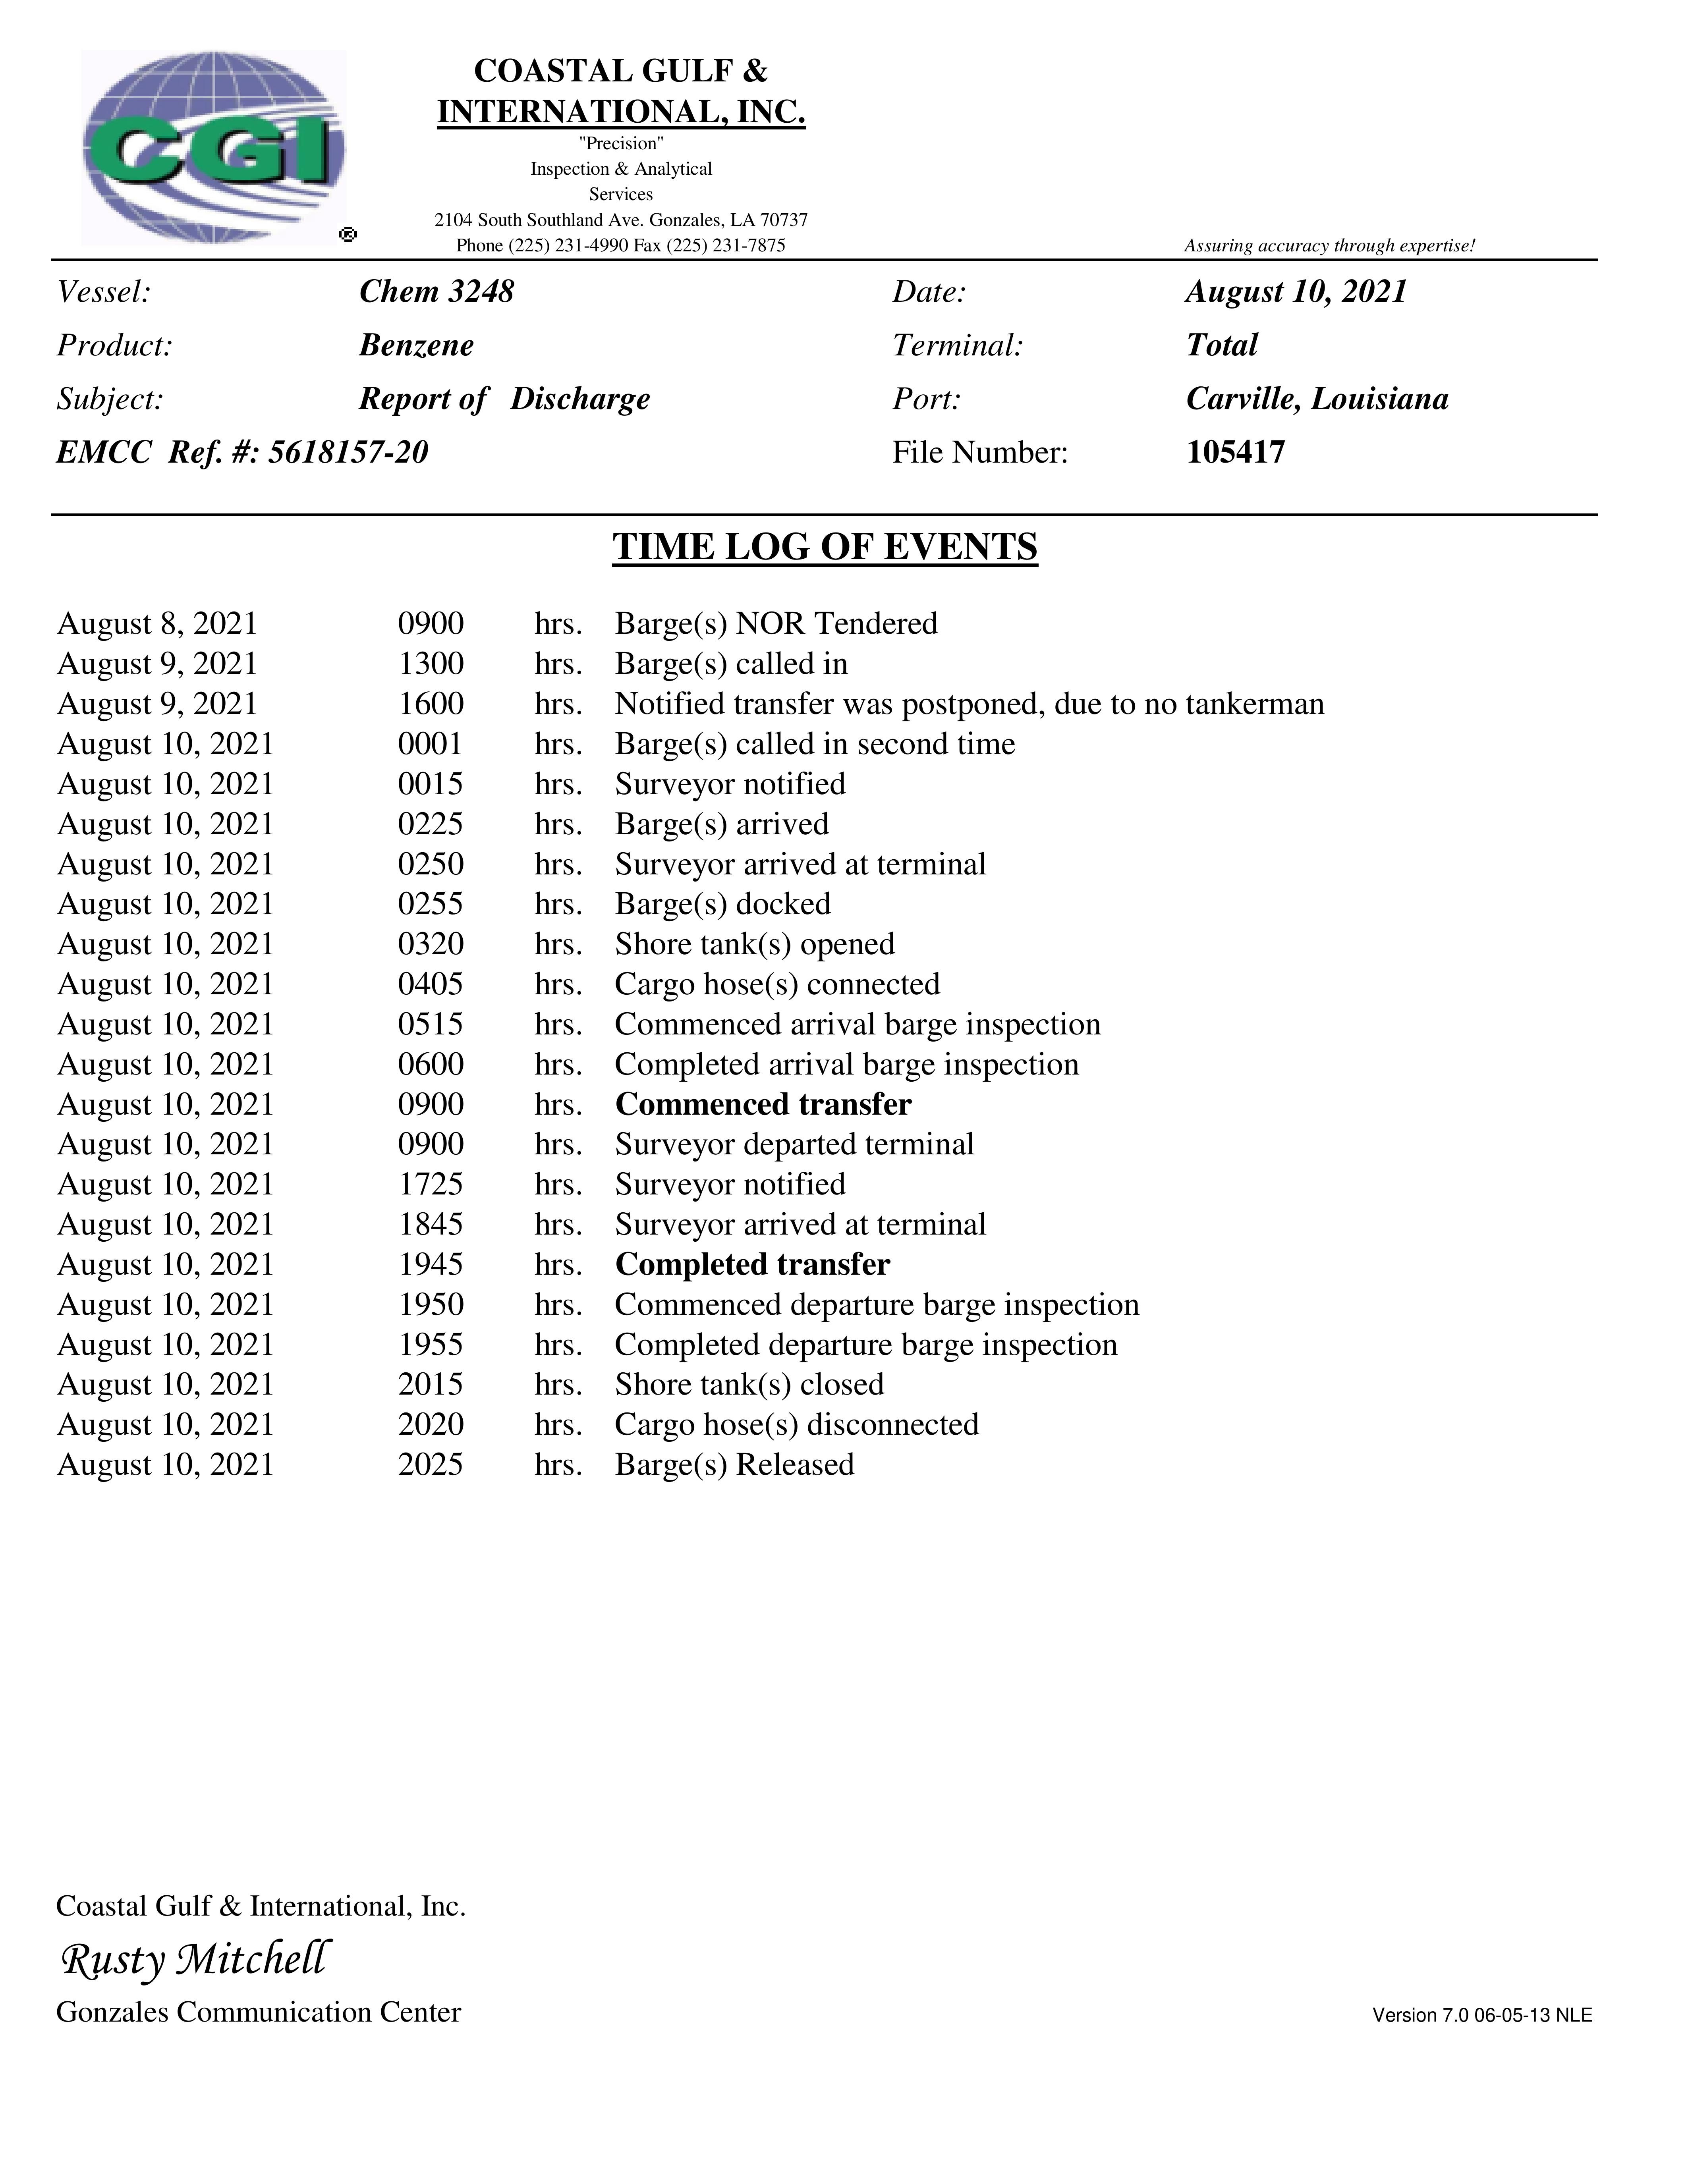 CGI
®
COASTAL GULF &
INTERNATIONAL, INC.
"Precision"
Inspection & Analytical
Services
2104 South Southland Ave. Gonzales, LA 70737
Phone (225) 231-4990 Fax (225) 231-7875 Assuring accuracy through expertise!
Vessel: Chem 3248 Date: August 10, 2021
Product: Benzene Terminal: Total
Subject: Report of Discharge Port: Carville, Louisiana
EMCC Ref. #: 5618157-20 File Number: 105417
TIME LOG OF EVENTS
August 8, 2021 0900 hrs. Barge(s) NOR Tendered
August 9, 2021 1300 hrs. Barge(s) called in
August 9, 2021 1600 hrs. Notified transfer was postponed, due to no tankerman
August 10, 2021 0001 hrs. Barge(s) called in second time
August 10, 2021 0015 hrs. Surveyor notified
August 10, 2021 0225 hrs. Barge(s) arrived
August 10, 2021 0250 hrs. Surveyor arrived at terminal
August 10, 2021 0255 hrs. Barge(s) docked
August 10, 2021 0320 hrs. Shore tank(s) opened
August 10, 2021 0405 hrs. Cargo hose(s) connected
August 10, 2021 0515 hrs. Commenced arrival barge inspection
August 10, 2021 0600 hrs. Completed arrival barge inspection
August 10, 2021 0900 hrs. Commenced transfer
August 10, 2021 0900 hrs. Surveyor departed terminal
August 10, 2021 1725 hrs. Surveyor notified
August 10, 2021 1845 hrs. Surveyor arrived at terminal
August 10, 2021 1945 hrs. Completed transfer
August 10, 2021 1950 hrs. Commenced departure barge inspection
August 10, 2021 1955 hrs. Completed departure barge inspection
August 10, 2021 2015 hrs. Shore tank(s) closed
August 10, 2021 2020 hrs. Cargo hose(s) disconnected
August 10, 2021 2025 hrs. Barge(s) Released
Coastal Gulf & International, Inc.
Rusty Mitchell
Gonzales Communication Center Version 7.0 06-05-13 NLE